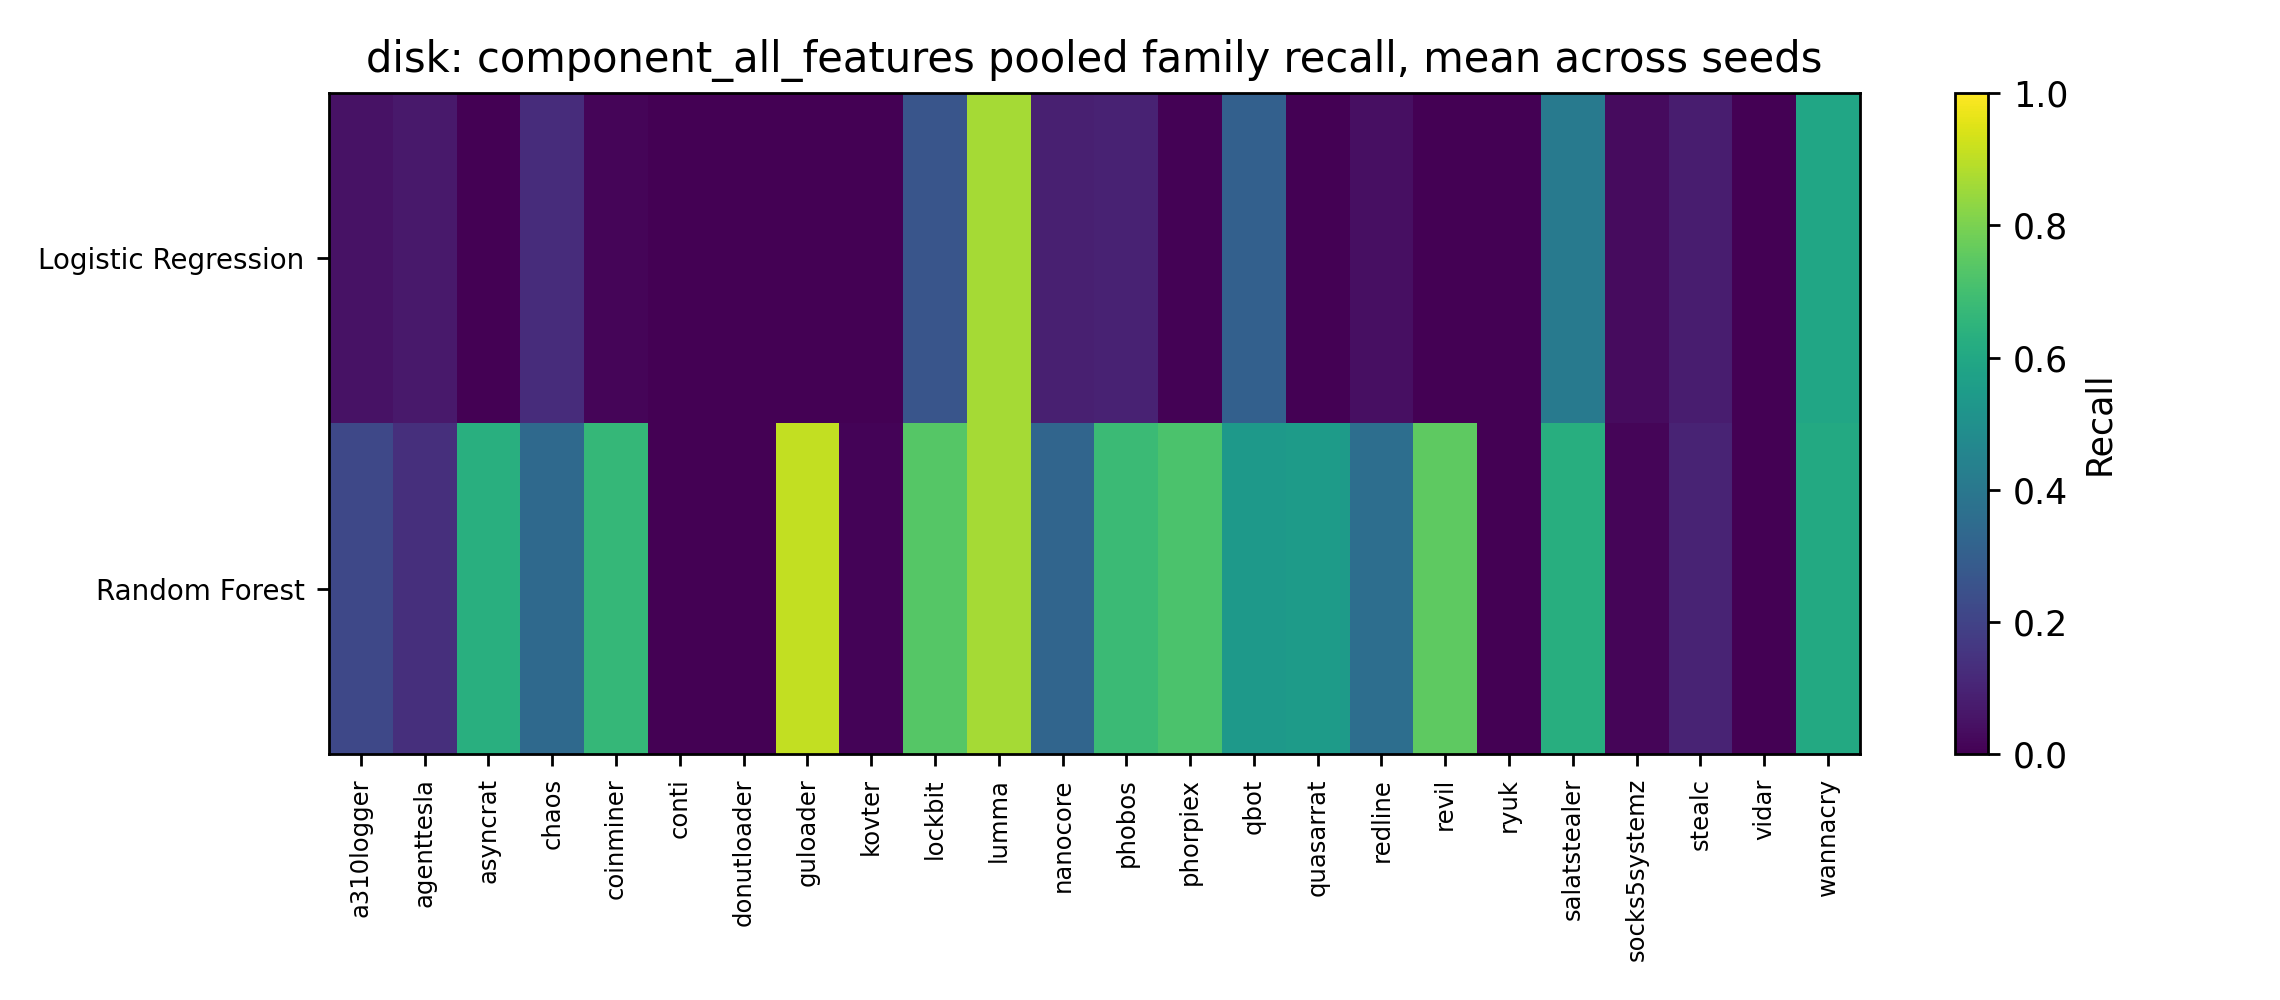 disk: component_all_features pooled family recall, mean across seeds
Logistic Regression
Random Forest
a310logger
agenttesla
asyncrat
chaos
coinminer
conti
donutloader
guloader
kovter
lockbit
lumma
nanocore
phobos
phorpiex
qbot
quasarrat
redline
revil
ryuk
salatstealer
socks5systemz
stealc
vidar
wannacry
1.0
0.8
0.6
0.4
0.2
0.0
Recall